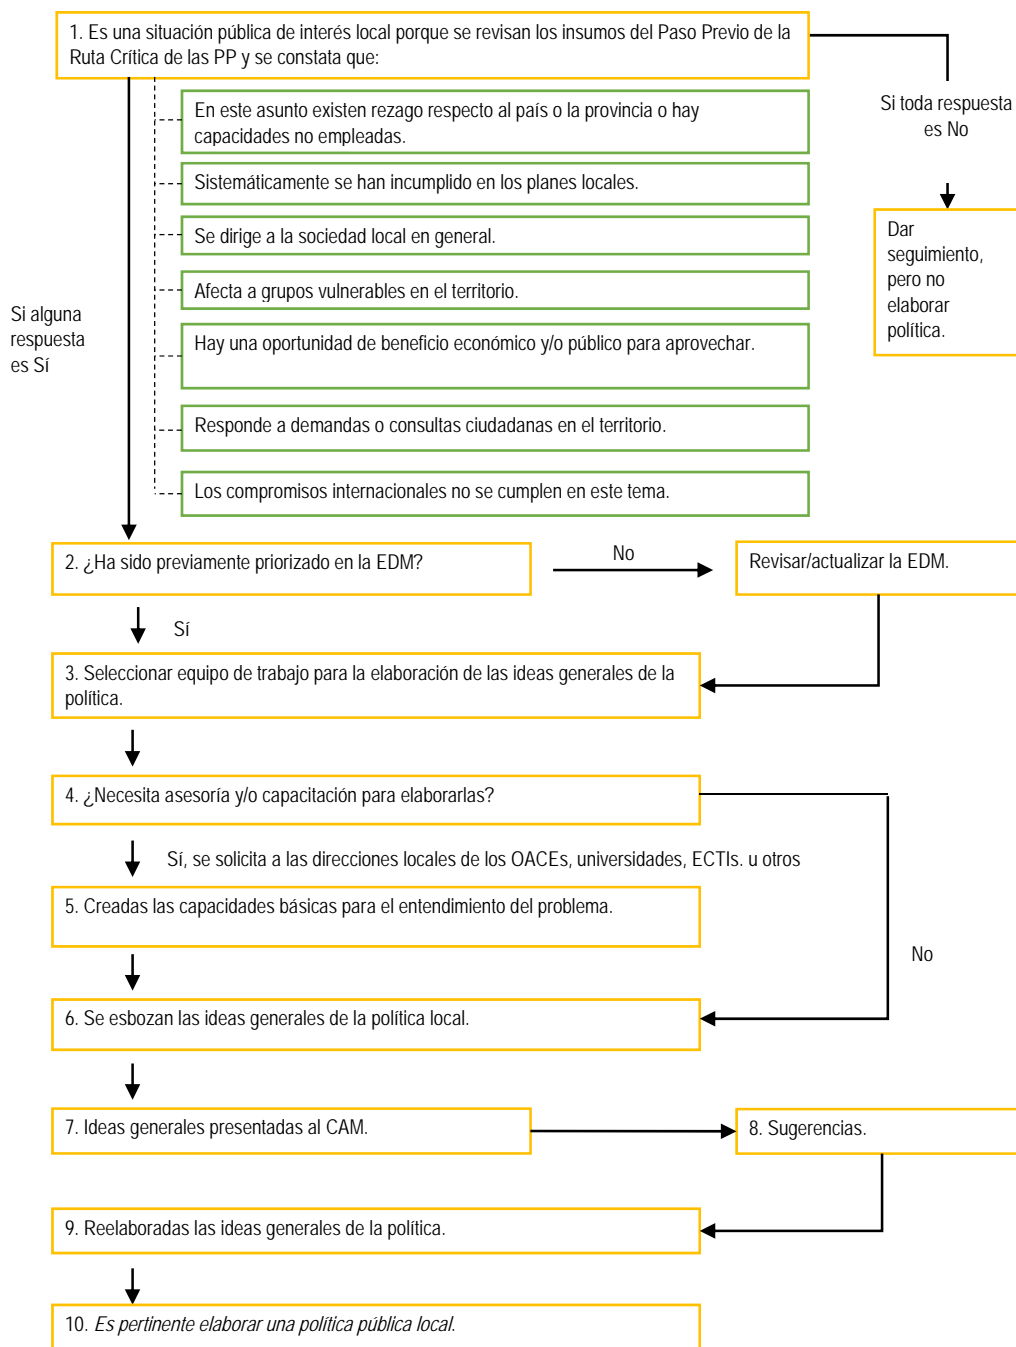 1. Es una situación pública de interés local porque se revisan los insumos del Paso Previo de la
Ruta Crítica de las PP y se constata que:
Si toda respuesta
es No
En este asunto existen rezago respecto al país o la provincia o hay
capacidades no empleadas.
Sistemáticamente se han incumplido en los planes locales.
Se dirige a la sociedad local en general.
Dar
seguimiento,
pero no
elaborar
política.
Afecta a grupos vulnerables en el territorio.
Si alguna
respuesta
es Sí
Hay una oportunidad de beneficio económico y/o público para aprovechar.
Responde a demandas o consultas ciudadanas en el territorio.
Los compromisos internacionales no se cumplen en este tema.
2. ¿Ha sido previamente priorizado en la EDM?
No
Revisar/actualizar la EDM.
Sí
3. Seleccionar equipo de trabajo para la elaboración de las ideas generales de la
política.
4. ¿Necesita asesoría y/o capacitación para elaborarlas?
Sí, se solicita a las direcciones locales de los OACEs, universidades, ECTIs. u otros
5. Creadas las capacidades básicas para el entendimiento del problema.
No
6. Se esbozan las ideas generales de la política local.
7. Ideas generales presentadas al CAM.
8. Sugerencias.
9. Reelaboradas las ideas generales de la política.
10. Es pertinente elaborar una política pública local.